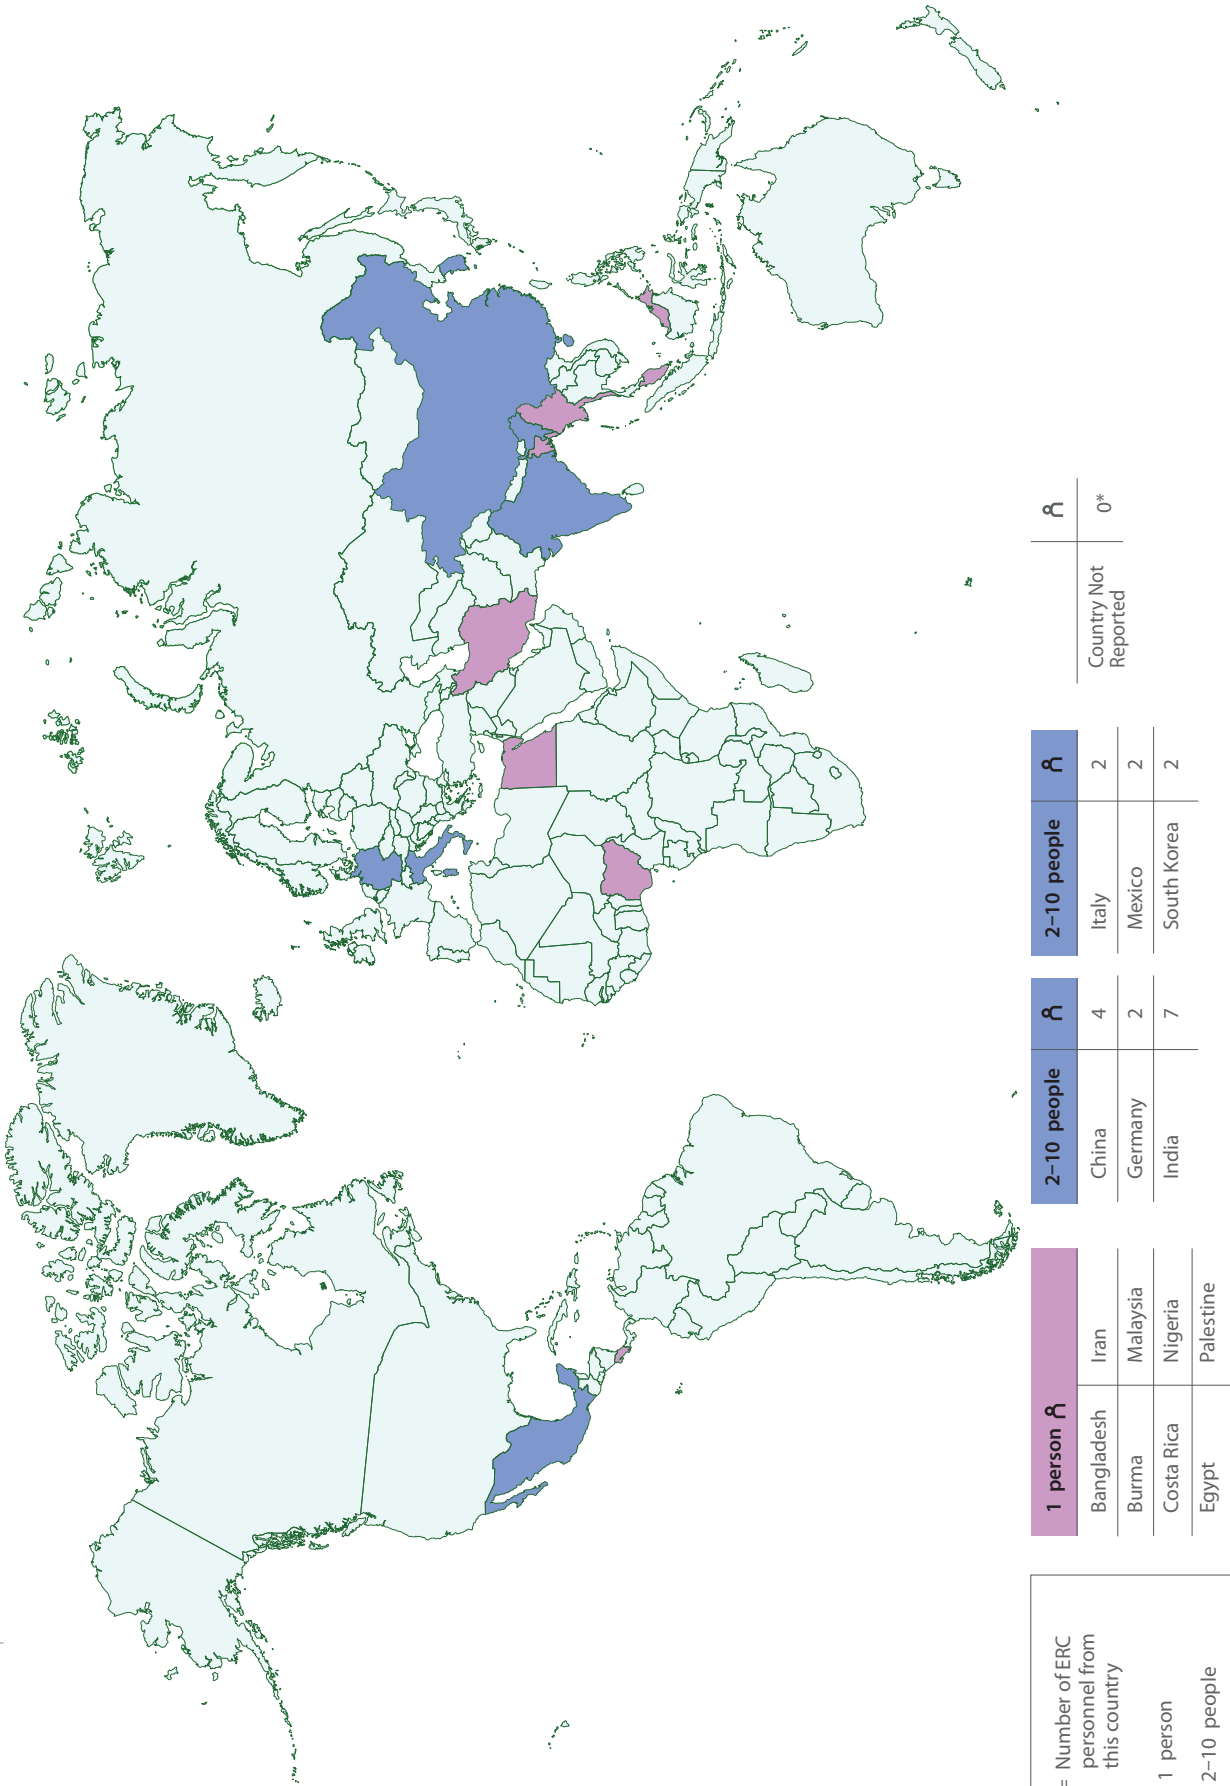 = Number of ERC
personnel from
this country
1 person
2–10 people
1 person
Bangladesh Iran
Burma Malaysia
Costa Rica Nigeria
Egypt Palestine
2–10 people
China 4
Germany 2
India 7
2–10 people
Italy 2
Mexico 2
South Korea 2
Country Not
Reported
0*